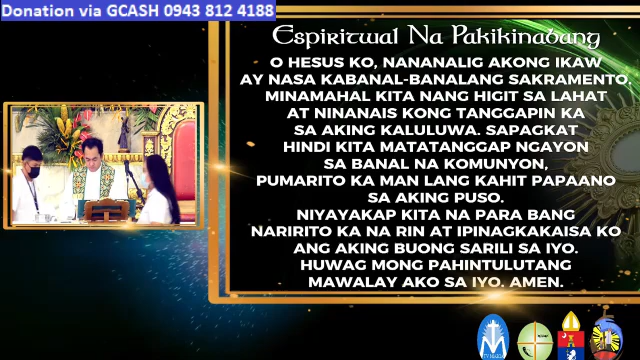 Donation via GCASH 0943 812 4188
Espiritwal Na Pakikinabang
O HESUS KO, NANANALIG AKONG IKAW
AY NASA KABANAL-BANALANG SAKRAMENTO.
MINAMAHAL KITA NANG HIGIT SA LAHAT
AT NINANAIS KONG TANGGAPIN KA
SA AKING KALULUWA. SAPAGKAT
HINDI KITA MATATANGGAP NGAYON
SA BANAL NA KOMUNYON,
PUMARITO KA MAN LANG KAHIT PAPAANO
SA AKING PUSO.
NIYAYAKAP KITA NA PARA BANG
NARIRITO KA NA RIN AT IPINAGKAKAISA KO
ANG AKING BUONG SARILI SA IYO.
HUWAG MONG PAHINTULUTANG
MAWALAY AKO SA IYO. AMEN.